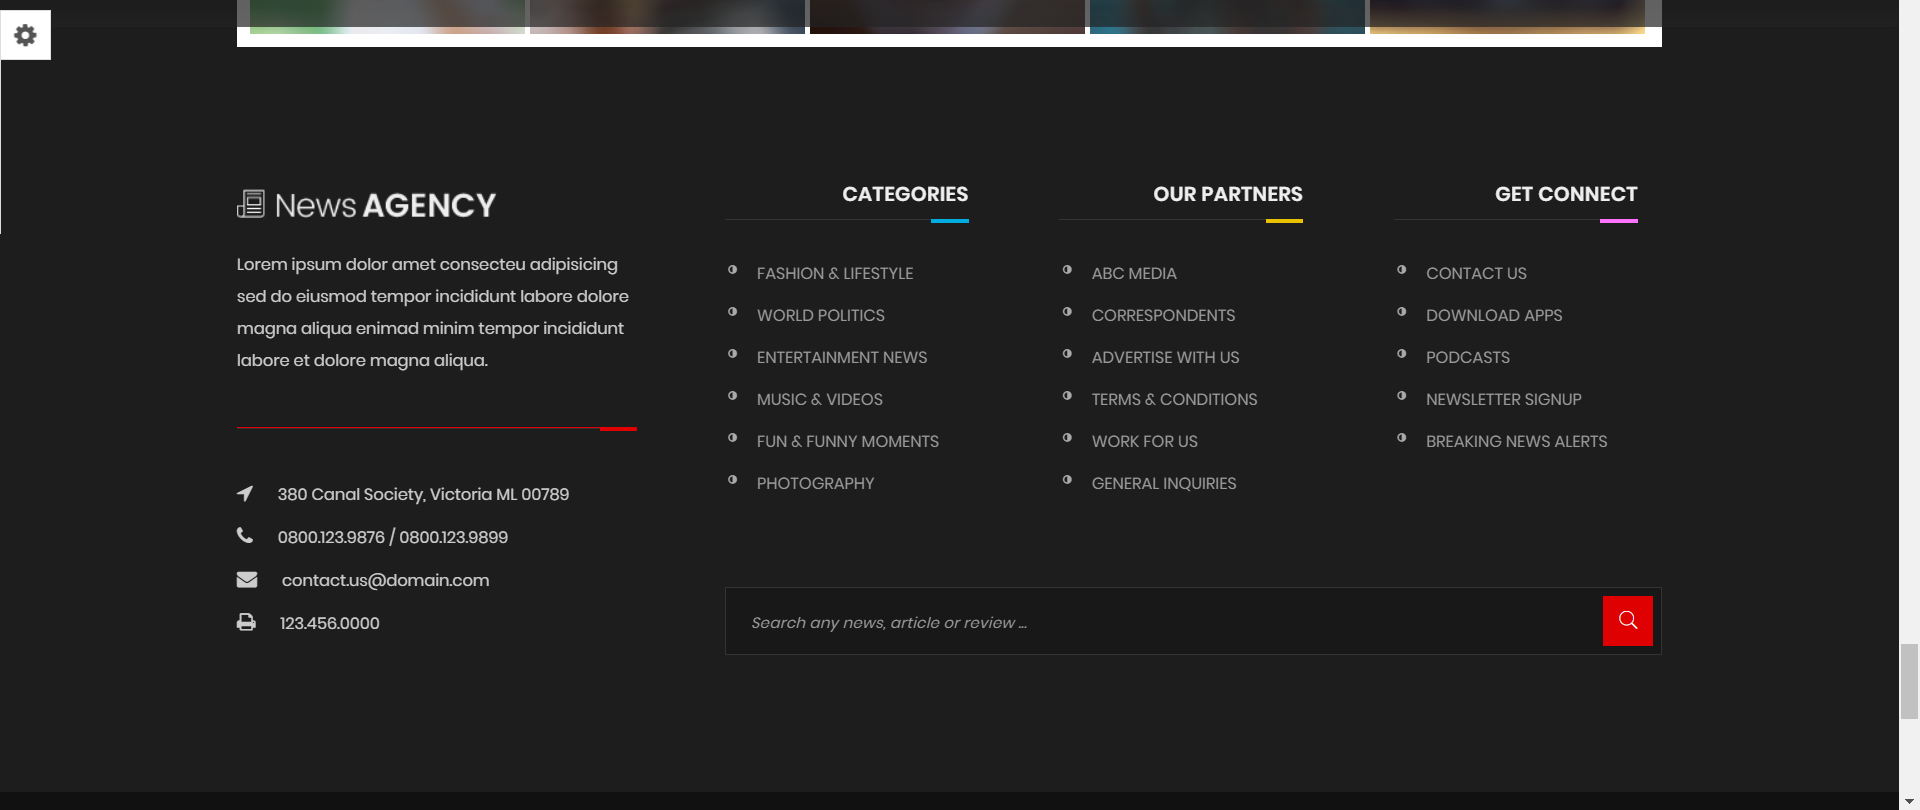 News AGENCY
Lorem ipsum dolor amet consecteu adipisicing
sed do eiusmod tempor incididunt labore dolore
magna aliqua enimad minim tempor incididunt
labore et dolore magna aliqua.
380 Canal Society, Victoria ML 00789
0800.123.9876 / 0800.123.9899
contact.us@domain.com
123.456.0000
CATEGORIES
FASHION & LIFESTYLE
WORLD POLITICS
ENTERTAINMENT NEWS
MUSIC & VIDEOS
FUN & FUNNY MOMENTS
PHOTOGRAPHY
OUR PARTNERS
ABC MEDIA
CORRESPONDENTS
ADVERTISE WITH US
TERMS & CONDITIONS
WORK FOR US
GENERAL INQUIRIES
GET CONNECT
CONTACT US
DOWNLOAD APPS
PODCASTS
NEWSLETTER SIGNUP
BREAKING NEWS ALERTS
Search any news, article or review ...